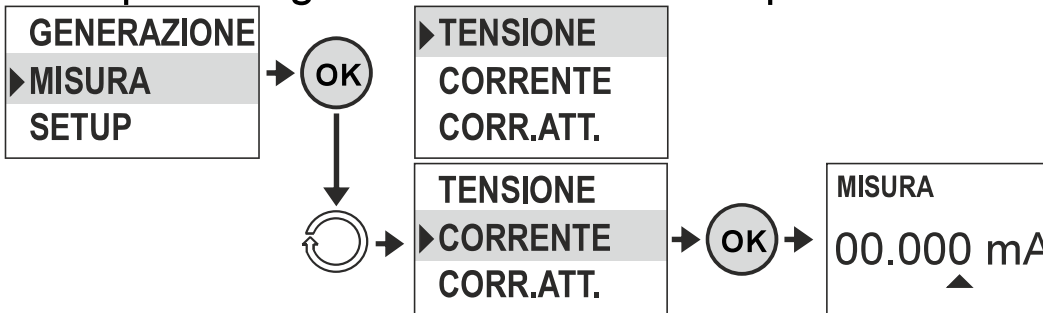 GENERAZIONE
MISURA
SETUP
OK
TENSIONE
CORRENTE
CORR.ATT.
TENSIONE
CORRENTE
CORR.ATT.
OK
MISURA
00.000 mA